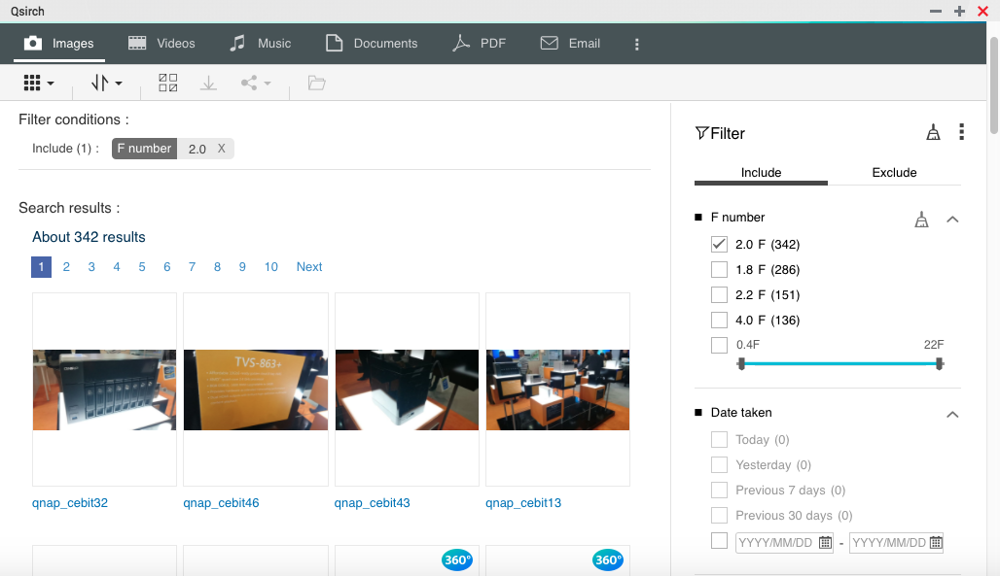 Qsirch
Images Videos Music Documents PDF Email
Filter conditions :
Include (1) : F number 2.0 X
Search results :
About 342 results
1 2 3 4 5 6 7 8 9 10 Next
TVS-863+
qnap_cebit32 qnap_cebit46 qnap_cebit43 qnap_cebit13
360° 360°
Filter
Include Exclude
F number
2.0 F (342)
1.8 F (286)
2.2 F (151)
4.0 F (136)
0.4F 22F
Date taken
Today (0)
Yesterday (0)
Previous 7 days (0)
Previous 30 days (0)
YYYY/MM/DD - YYYY/MM/DD